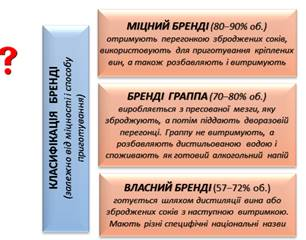 ?
КЛАСИФІКАЦІЯ БРЕНДІ
(залежно від міцності і способу
приготування)
МІЦНИЙ БРЕНДІ (80–90% об.)
отримують перегонкою зброджених соків,
використовують для приготування кріплених
вин, а також розбавляють і витримують
БРЕНДІ ГРАППА (70–80% об.)
виробляється з пресованої мезги, яку
зброджують, а потім піддають дворазовій
перегонці. Граппу не витримують, а
розбавляють дистильованою водою і
споживають як готовий алкогольний напій
ВЛАСНИЙ БРЕНДІ (57–72% об.)
готується шляхом дистиляції вина або
зброджених соків з наступною витримкою.
Мають різні специфічні національні назви